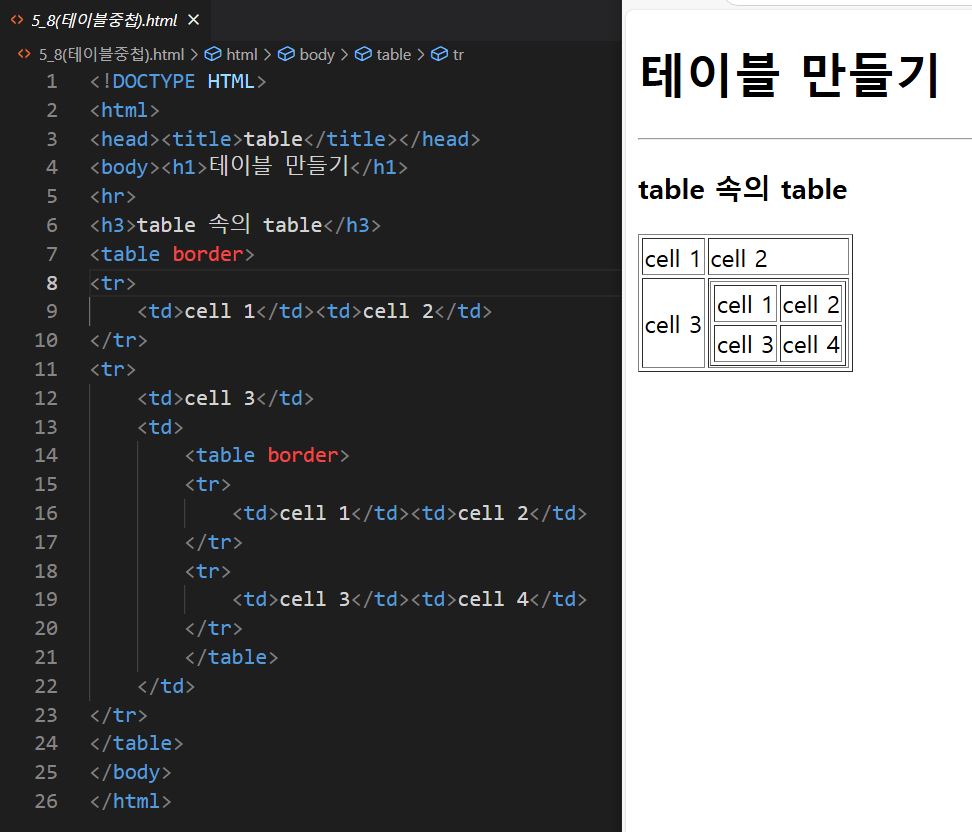 5_8(테이블중첩).html
5_8(테이블중첩).html > html > body > table > tr
1 <!DOCTYPE HTML>
2 <html>
3 <head><title>table</title></head>
4 <body><h1>테이블 만들기</h1>
5 <hr>
6 <h3>table 속의 table</h3>
7 <table border>
8 <tr>
9     <td>cell 1</td><td>cell 2</td>
10 </tr>
11 <tr>
12     <td>cell 3</td>
13     <td>
14         <table border>
15         <tr>
16             <td>cell 1</td><td>cell 2</td>
17         </tr>
18         <tr>
19             <td>cell 3</td><td>cell 4</td>
20         </tr>
21         </table>
22     </td>
23 </tr>
24 </table>
25 </body>
26 </html>
테이블 만들기
table 속의 table
cell 1 cell 2
cell 3
cell 1 cell 2
cell 3 cell 4